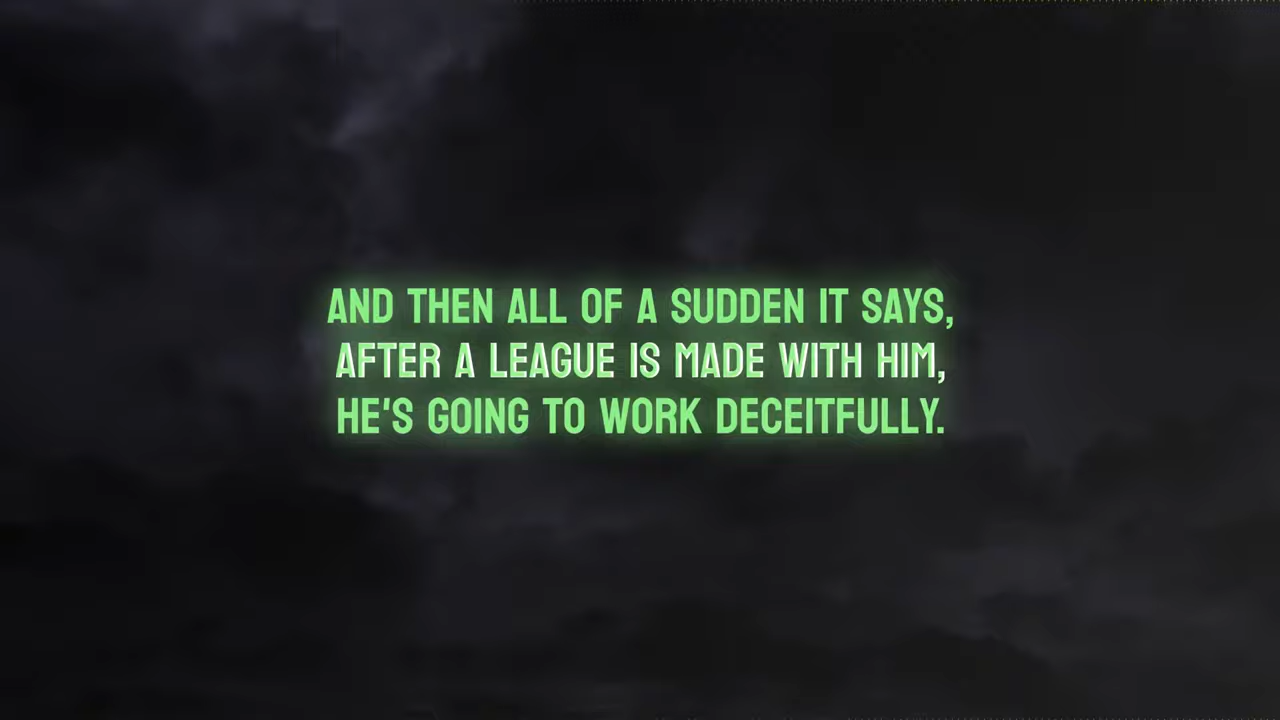 AND THEN ALL OF A SUDDEN IT SAYS,
AFTER A LEAGUE IS MADE WITH HIM,
HE'S GOING TO WORK DECEITFULLY.